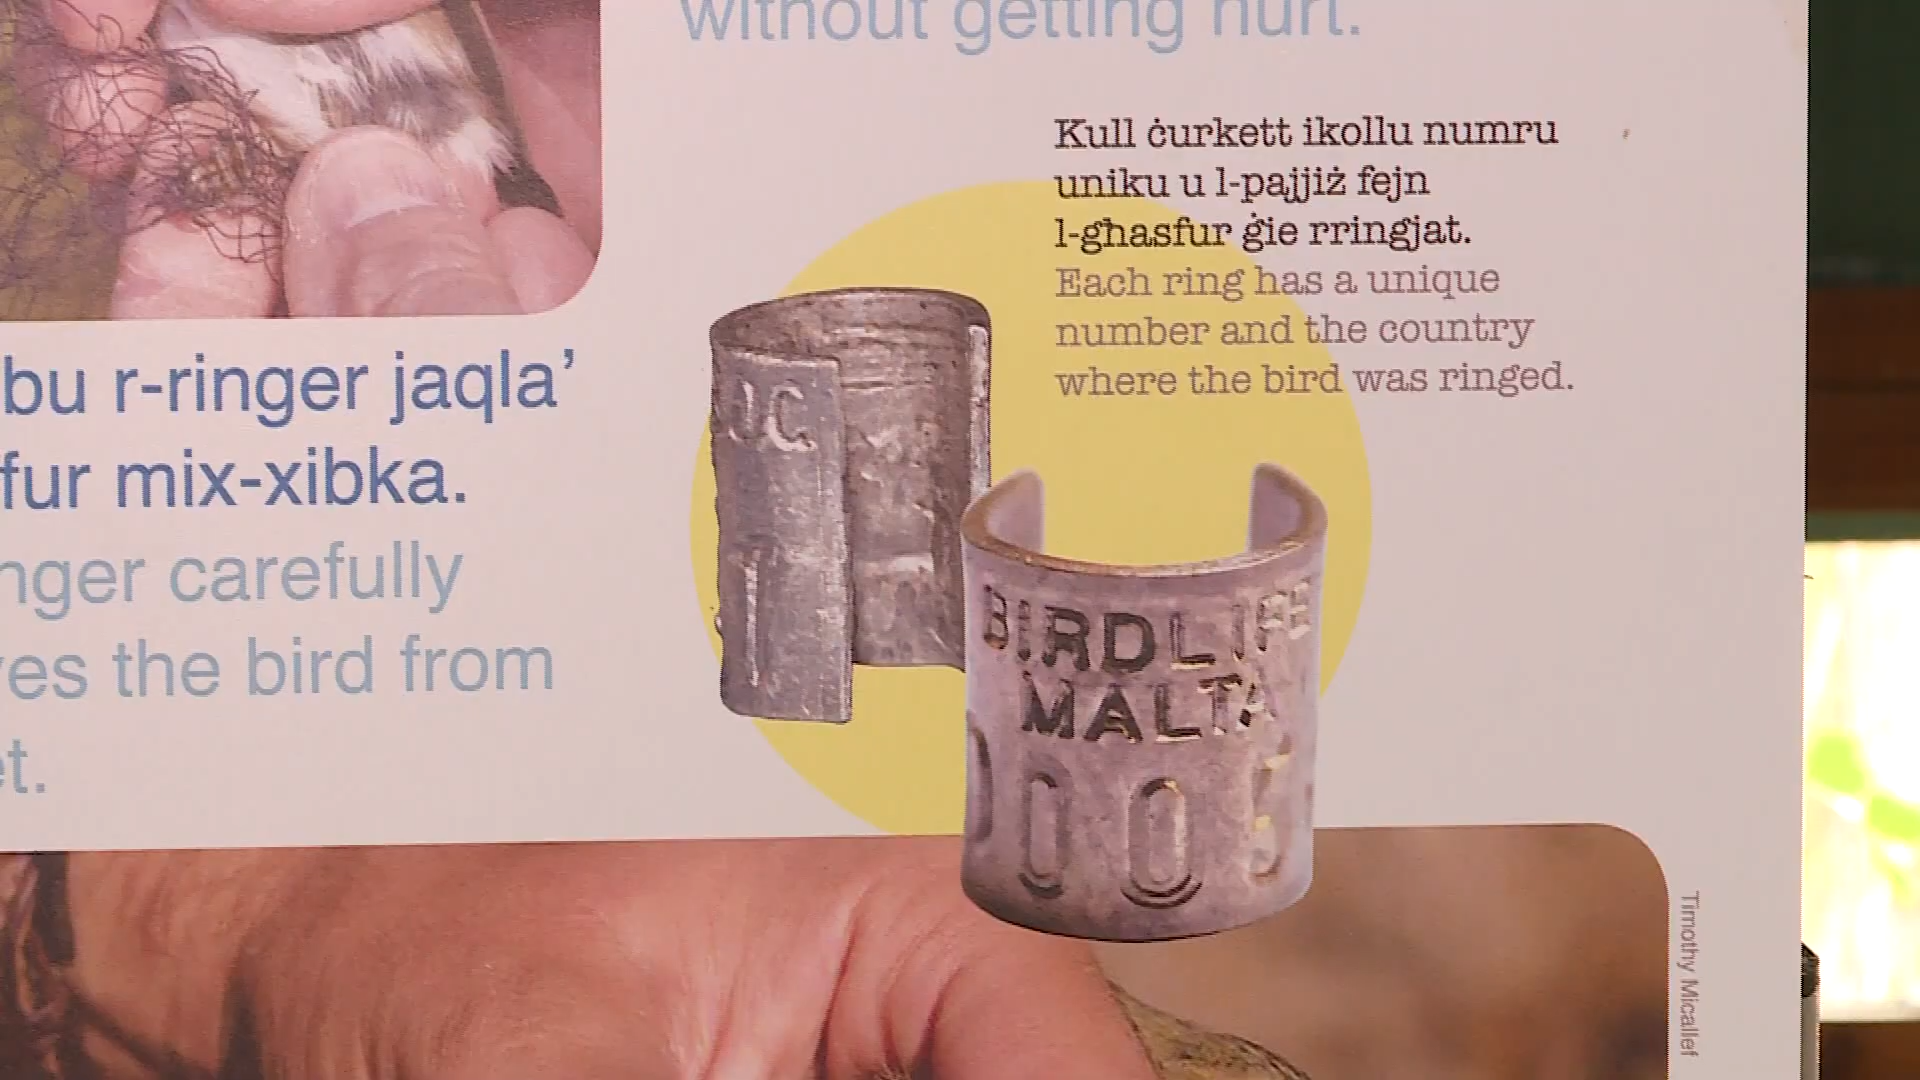 without getting hurt.
Kull ċurkett ikollu numru
uniku u l-pajjiż fejn
l-għasfur ġie rringjat.
Each ring has a unique
number and the country
where the bird was ringed.
bu r-ringer jaqla'
fur mix-xibka.
nger carefully
ves the bird from
et.
JC
BIRDLIFE
MALTA
005
Timothy Micallef